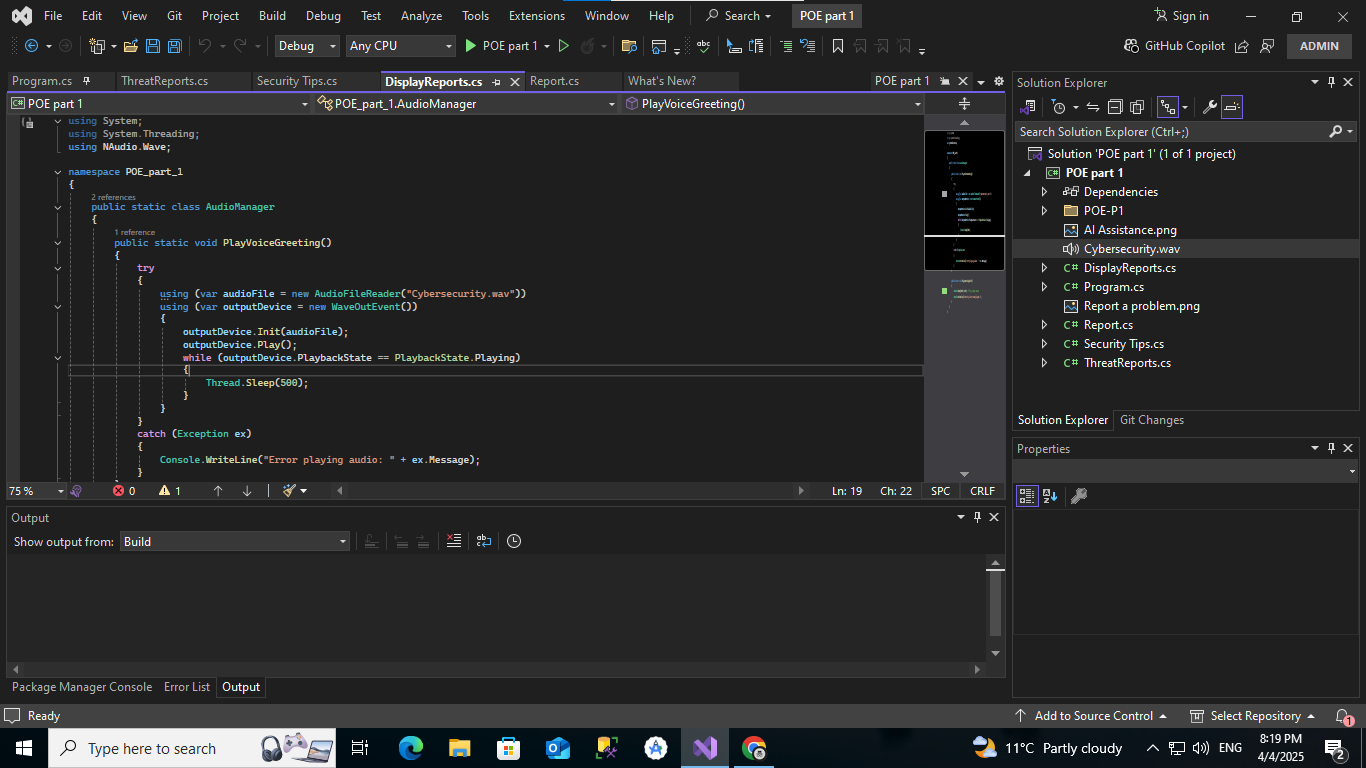 File Edit View Git Project Build Debug Test Analyze Tools Extensions Window Help Search POE part 1 Sign in
Debug Any CPU POE part 1 GitHub Copilot ADMIN
Program.cs ThreatReports.cs Security Tips.cs DisplayReports.cs Report.cs What's New? POE part 1
POE part 1 POE_part_1.AudioManager PlayVoiceGreeting()
using System;
using System.Threading;
using NAudio.Wave;
namespace POE_part_1
{
2 references
public static class AudioManager
{
1 reference
public static void PlayVoiceGreeting()
{
try
{
using (var audioFile = new AudioFileReader("Cybersecurity.wav"))
using (var outputDevice = new WaveOutEvent())
{
outputDevice.Init(audioFile);
outputDevice.Play();
while (outputDevice.PlaybackState == PlaybackState.Playing)
{
Thread.Sleep(500);
}
}
}
catch (Exception ex)
{
Console.WriteLine("Error playing audio: " + ex.Message);
}
75 % 0 1 Ln: 19 Ch: 22 SPC CRLF
Output
Show output from: Build
Package Manager Console Error List Output
Solution Explorer
Search Solution Explorer (Ctrl+;)
Solution 'POE part 1' (1 of 1 project)
POE part 1
Dependencies
POE-P1
AI Assistance.png
Cybersecurity.wav
C# DisplayReports.cs
C# Program.cs
Report a problem.png
C# Report.cs
C# Security Tips.cs
C# ThreatReports.cs
Solution Explorer Git Changes
Properties
Ready Add to Source Control Select Repository 1
Type here to search 11°C Partly cloudy ENG 8:19 PM
4/4/2025 2